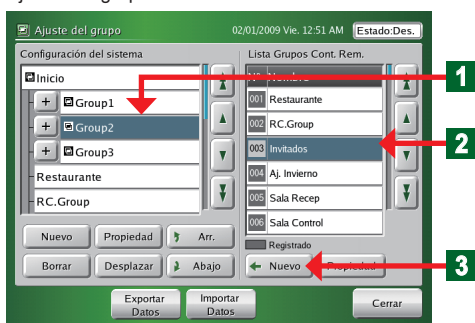 Ajuste del grupo 02/01/2009 Vie. 12:51 AM Estado:Des.
Configuración del sistema
Inicio
+ Group1
+ Group2
+ Group3
Restaurante
RC.Group
Nuevo Propiedad Arr.
Borrar Desplazar Abajo
Lista Grupos Cont. Rem.
001 Restaurante
002 RC.Group
003 Invitados
004 Aj. Invierno
005 Sala Recep
006 Sala Control
Registrado
Nuevo Propiedad
Exportar Datos
Importar Datos
Cerrar
1
2
3